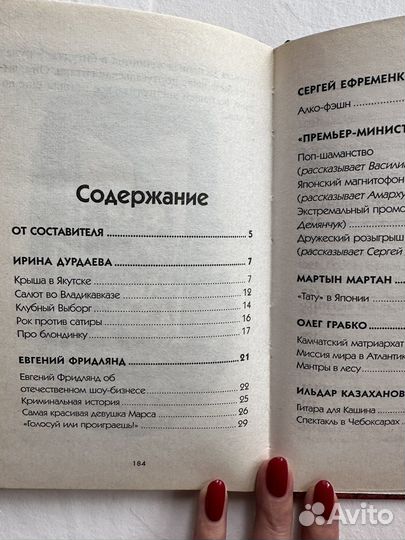 Содержание
ОТ СОСТАВИТЕЛЯ 5
ИРИНА ДУРДАЕВА 7
Крыша в Якутске 7
Салют во Владикавказе 12
Клубный Выборг 14
Рок против сатиры 16
Про блондинку 17
ЕВГЕНИЙ ФРИДЛЯНД 21
Евгений Фридлянд об
отечественном шоу-бизнесе 22
Криминальная история 25
Самая красивая девушка Марса 26
«Голосуй или проиграешь!» 29
184
СЕРГЕЙ ЕФРЕМЕНК
Алко-фэшн
«ПРЕМЬЕР-МИНИСТ
Поп-шаманство
(рассказывает Васили
Японский магнитофон
(рассказывает Амарху
Экстремальный промо
Демянчук)
Дружеский розыгрыш
(рассказывает Сергей
МАРТЫН МАРТАН
«Тату» в Японии
ОЛЕГ ГРАБКО
Камчатский матриархат
Миссия мира в Атлантик
Мантры в лесу
ИЛЬДАР КАЗАХАНОВ
Гитара для Кашина
Спектакль в Чебоксарах
Avito